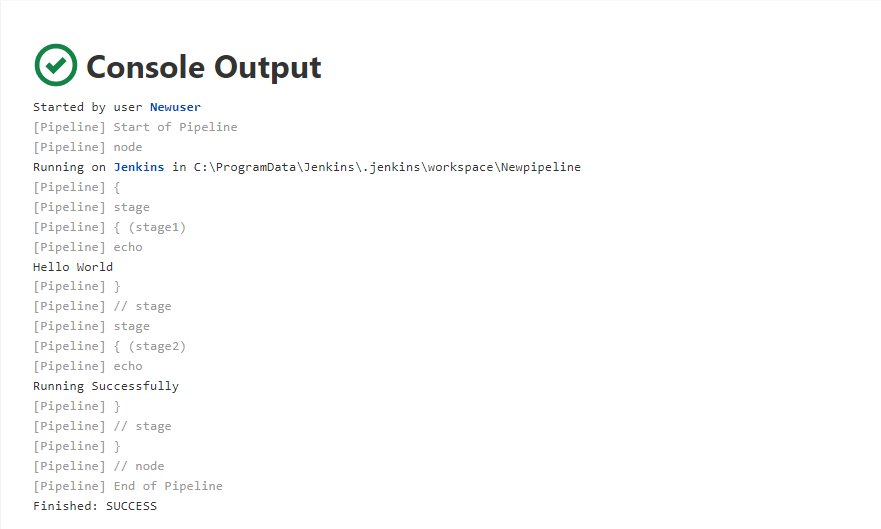 Console Output
Started by user Newuser
[Pipeline] Start of Pipeline
[Pipeline] node
Running on Jenkins in C:\ProgramData\Jenkins\.jenkins\workspace\Newpipeline
[Pipeline] {
[Pipeline] stage
[Pipeline] { (stage1)
[Pipeline] echo
Hello World
[Pipeline] }
[Pipeline] // stage
[Pipeline] stage
[Pipeline] { (stage2)
[Pipeline] echo
Running Successfully
[Pipeline] }
[Pipeline] // stage
[Pipeline] }
[Pipeline] // node
[Pipeline] End of Pipeline
Finished: SUCCESS